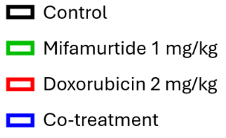 Control
Mifamurtide 1 mg/kg
Doxorubicin 2 mg/kg
Co-treatment